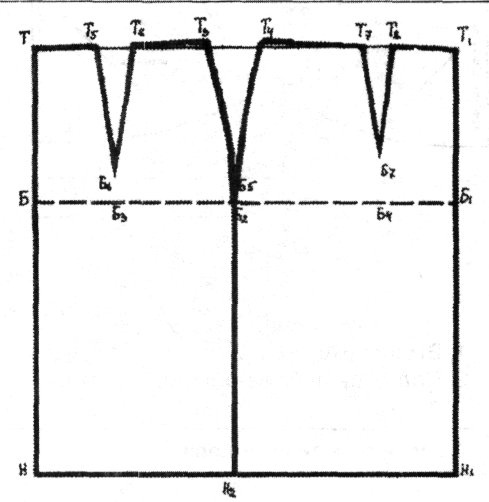 Т Т₅ Т₆ Т₃ Т₄ Т₇ Т₈ Т₁
Б₆ Б₅ Б₇
Б Б₃ Б₂ Б₄ Б₁
Н Н₂ Н₁